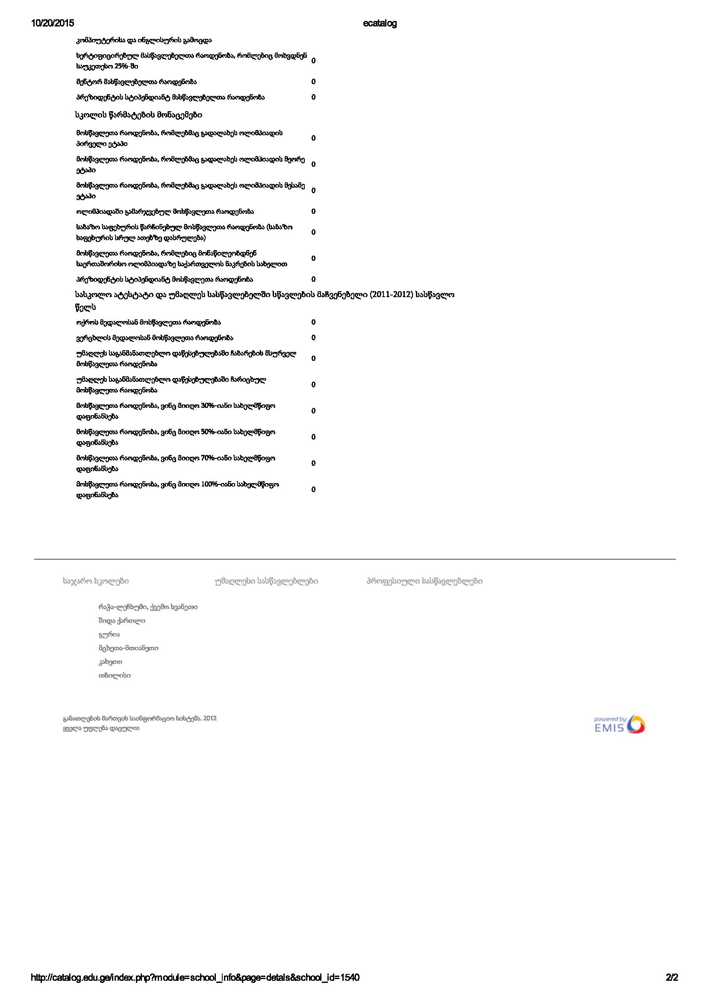 10/20/2015 ecatalog
კომპიუტერისა და ინგლისურის გამოცდა
სერტიფიცირებულ მასწავლებელთა რაოდენობა, რომლებიც მოხვდნენ
საუკეთესო 25%-ში 0
მენტორ მასწავლებელთა რაოდენობა 0
პრეზიდენტის სტიპენდიანტ მასწავლებელთა რაოდენობა 0
სკოლის წარმატების მონაცემები
მოსწავლეთა რაოდენობა, რომლებმაც გადალახეს ოლიმპიადის
პირველი ეტაპი 0
მოსწავლეთა რაოდენობა, რომლებმაც გადალახეს ოლიმპიადის მეორე
ეტაპი 0
მოსწავლეთა რაოდენობა, რომლებმაც გადალახეს ოლიმპიადის მესამე
ეტაპი 0
ოლიმპიადაში გამარჯვებულ მოსწავლეთა რაოდენობა 0
საბაზო საფეხურის წარჩინებულ მოსწავლეთა რაოდენობა (საბაზო
საფეხურის სრულ ათებზე დასრულება) 0
მოსწავლეთა რაოდენობა, რომლებიც მონაწილეობდნენ
საერთაშორისო ოლიმპიადაზე საქართველოს ნაკრების სახელით 0
პრეზიდენტის სტიპენდიანტ მოსწავლეთა რაოდენობა 0
სასკოლო ატესტატი და უმაღლეს სასწავლებელში სწავლების მაჩვენებელი (2011-2012) სასწავლო
წელს
ოქროს მედალოსან მოსწავლეთა რაოდენობა 0
ვერცხლის მედალოსან მოსწავლეთა რაოდენობა 0
უმაღლეს საგანმანათლებლო დაწესებულებაში ჩაბარების მსურველ
მოსწავლეთა რაოდენობა 0
უმაღლეს საგანმანათლებლო დაწესებულებაში ჩარიცხულ
მოსწავლეთა რაოდენობა 0
მოსწავლეთა რაოდენობა, ვინც მიიღო 30%-იანი სახელმწიფო
დაფინანსება 0
მოსწავლეთა რაოდენობა, ვინც მიიღო 50%-იანი სახელმწიფო
დაფინანსება 0
მოსწავლეთა რაოდენობა, ვინც მიიღო 70%-იანი სახელმწიფო
დაფინანსება 0
მოსწავლეთა რაოდენობა, ვინც მიიღო 100%-იანი სახელმწიფო
დაფინანსება 0
საჯარო სკოლები უმაღლესი სასწავლებლები პროფესიული სასწავლებლები
რაჭა-ლეჩხუმი, ქვემო სვანეთი
შიდა ქართლი
გურია
მცხეთა-მთიანეთი
კახეთი
თბილისი
განათლების მართვის საინფორმაციო სისტემა. 2012
ყველა უფლება დაცულია
powered by
EMIS
http://catalog.edu.ge/index.php?module=school_info&page=detals&school_id=1540 2/2